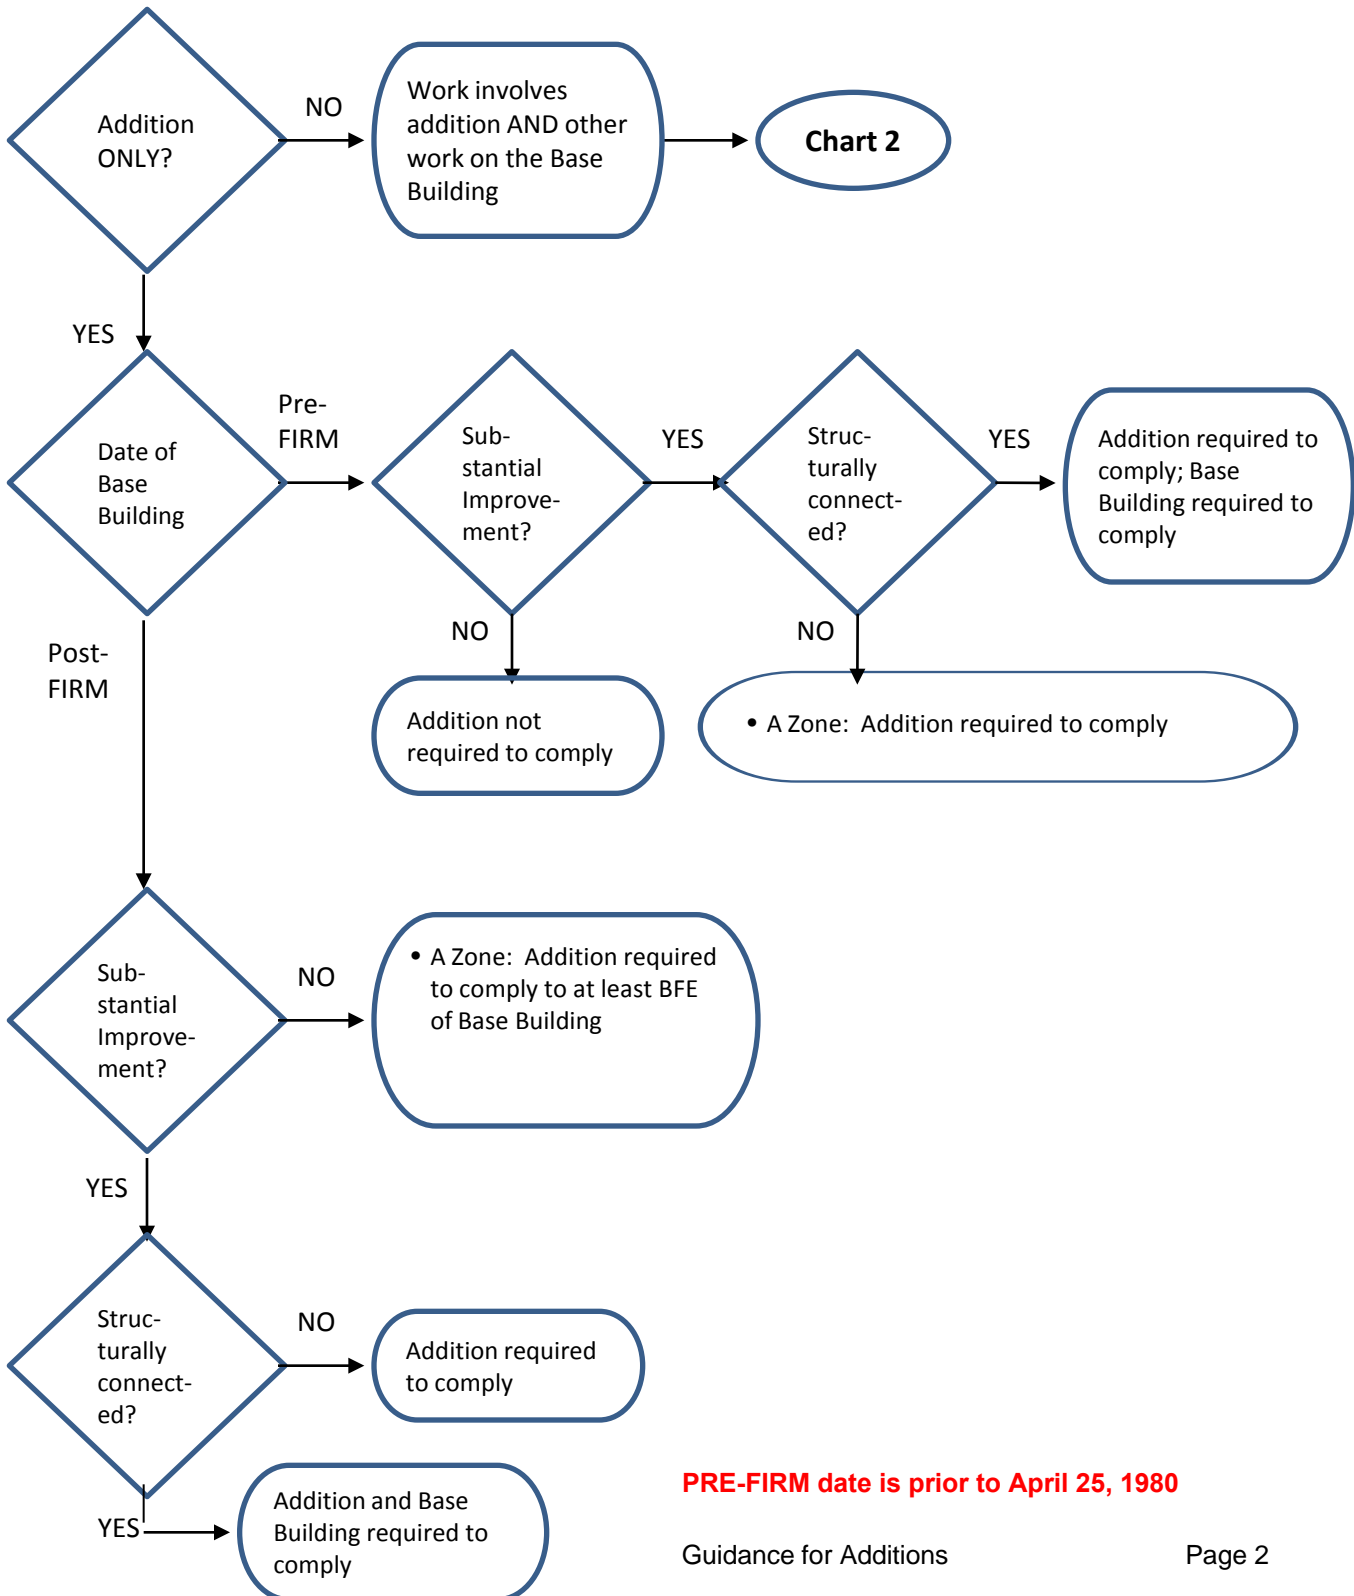 Addition
ONLY?
NO
Work involves
addition AND other
work on the Base
Building
Chart 2
YES
Date of
Base
Building
Pre-
FIRM
Sub-
stantial
Improve-
ment?
YES
Struc-
turally
connect-
ed?
YES
Addition required to
comply; Base
Building required to
comply
NO
Addition not
required to comply
NO
• A Zone: Addition required to comply
Post-
FIRM
Sub-
stantial
Improve-
ment?
NO
• A Zone: Addition required
to comply to at least BFE
of Base Building
YES
Struc-
turally
connect-
ed?
NO
Addition required
to comply
YES
Addition and Base
Building required to
comply
PRE-FIRM date is prior to April 25, 1980
Guidance for Additions Page 2